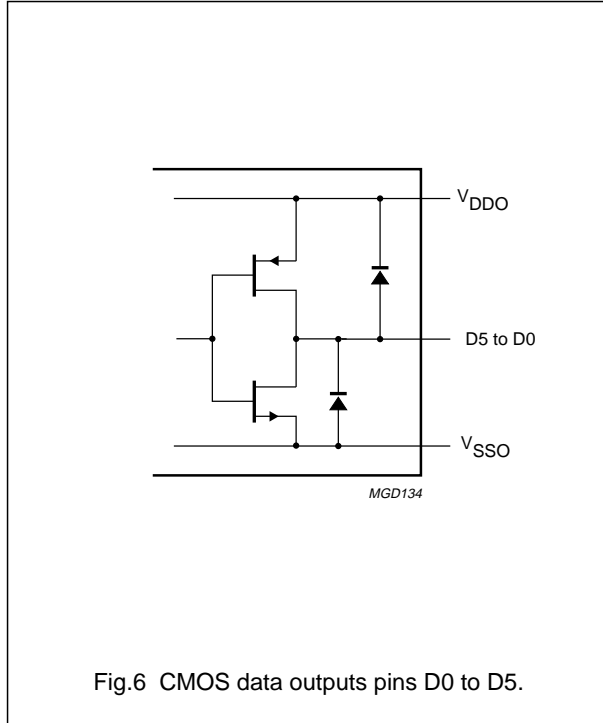 VDDO
D5 to D0
VSSO
MGD134
Fig.6 CMOS data outputs pins D0 to D5.